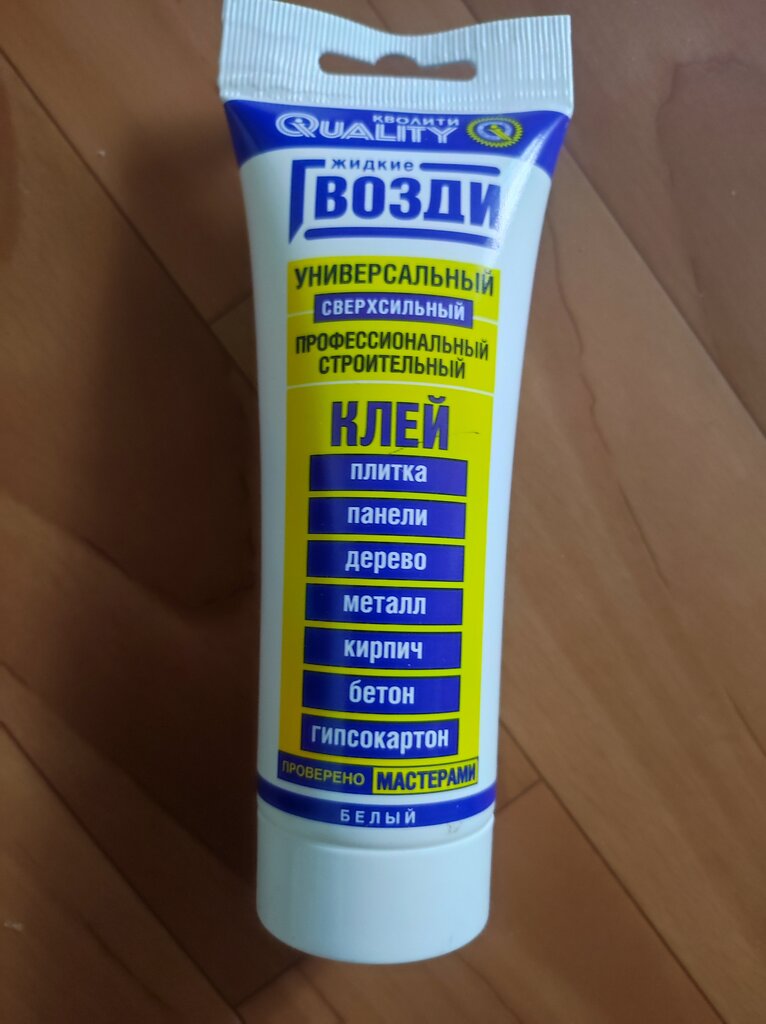 КВОЛИТИ
QUALITY
ЖИДКИЕ
ГВОЗДИ
УНИВЕРСАЛЬНЫЙ
СВЕРХСИЛЬНЫЙ
ПРОФЕССИОНАЛЬНЫЙ
СТРОИТЕЛЬНЫЙ
КЛЕЙ
плитка
панели
дерево
металл
кирпич
бетон
гипсокартон
ПРОВЕРЕНО МАСТЕРАМИ
БЕЛЫЙ